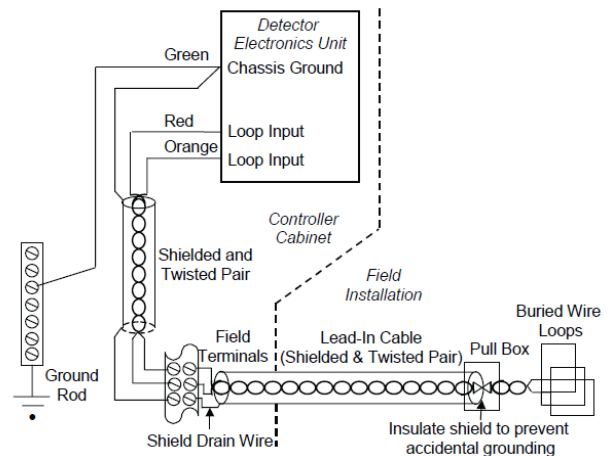 Detector
Electronics Unit
Green
Chassis Ground
Red
Loop Input
Orange
Loop Input
Controller
Cabinet
Shielded and
Twisted Pair
Field
Installation
Buried Wire
Loops
Field
Terminals
Lead-In Cable
(Shielded & Twisted Pair)
Pull Box
Ground
Rod
Shield Drain Wire
Insulate shield to prevent
accidental grounding